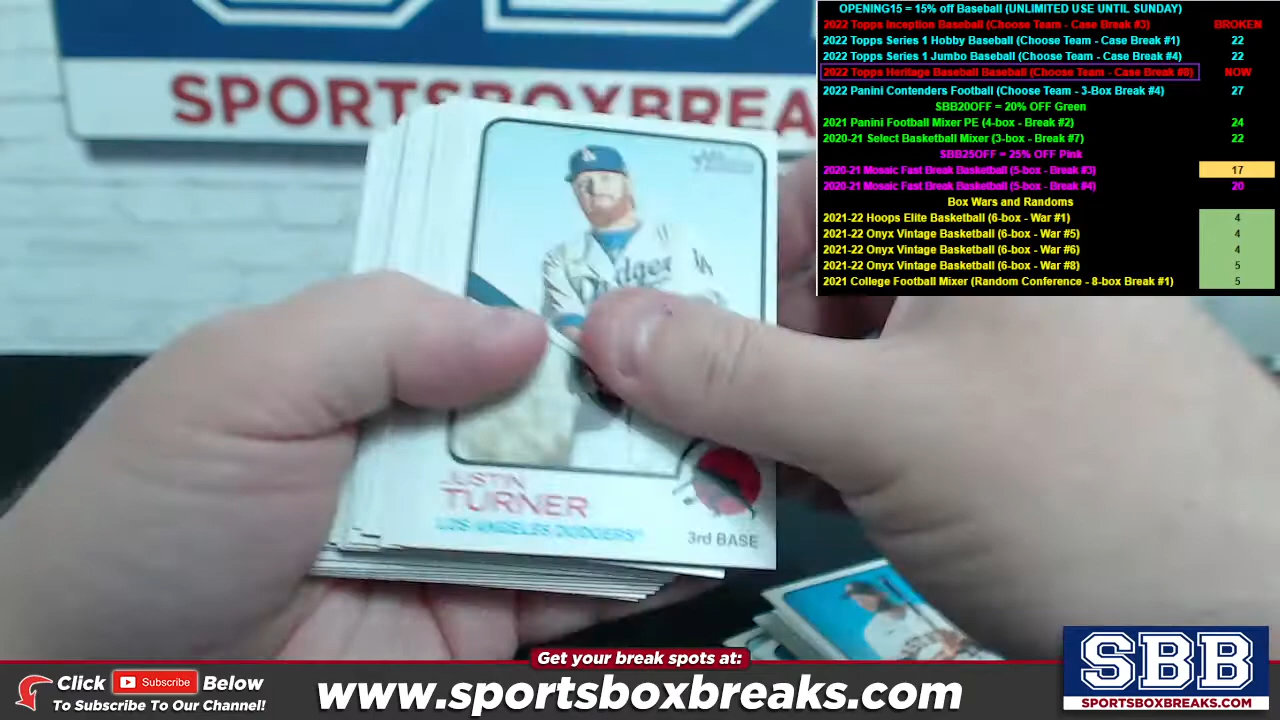 SBB
SPORTSBOXBREA
OPENING15 = 15% off Baseball (UNLIMITED USE UNTIL SUNDAY)
2022 Topps Inception Baseball (Choose Team - Case Break #3) BROKEN
2022 Topps Series 1 Hobby Baseball (Choose Team - Case Break #1) 22
2022 Topps Series 1 Jumbo Baseball (Choose Team - Case Break #4) 22
2022 Topps Heritage Baseball Baseball (Choose Team - Case Break #8) NOW
2022 Panini Contenders Football (Choose Team - 3-Box Break #4) 27
SBB20OFF = 20% OFF Green
2021 Panini Football Mixer PE (4-box - Break #2) 24
2020-21 Select Basketball Mixer (3-box - Break #7) 22
SBB25OFF = 25% OFF Pink
2020-21 Mosaic Fast Break Basketball (5-box - Break #3) 17
2020-21 Mosaic Fast Break Basketball (5-box - Break #4) 20
Box Wars and Randoms
2021-22 Hoops Elite Basketball (6-box - War #1) 4
2021-22 Onyx Vintage Basketball (6-box - War #5) 4
2021-22 Onyx Vintage Basketball (6-box - War #6) 4
2021-22 Onyx Vintage Basketball (6-box - War #8) 5
2021 College Football Mixer (Random Conference - 8-box Break #1) 5
LA
Dodgers
LA
JUSTIN
TURNER
LOS ANGELES DODGERS
3rd BASE
Get your break spots at:
Click Subscribe Below
To Subscribe To Our Channel!
www.sportsboxbreaks.com
SBB
SPORTSBOXBREAKS.COM